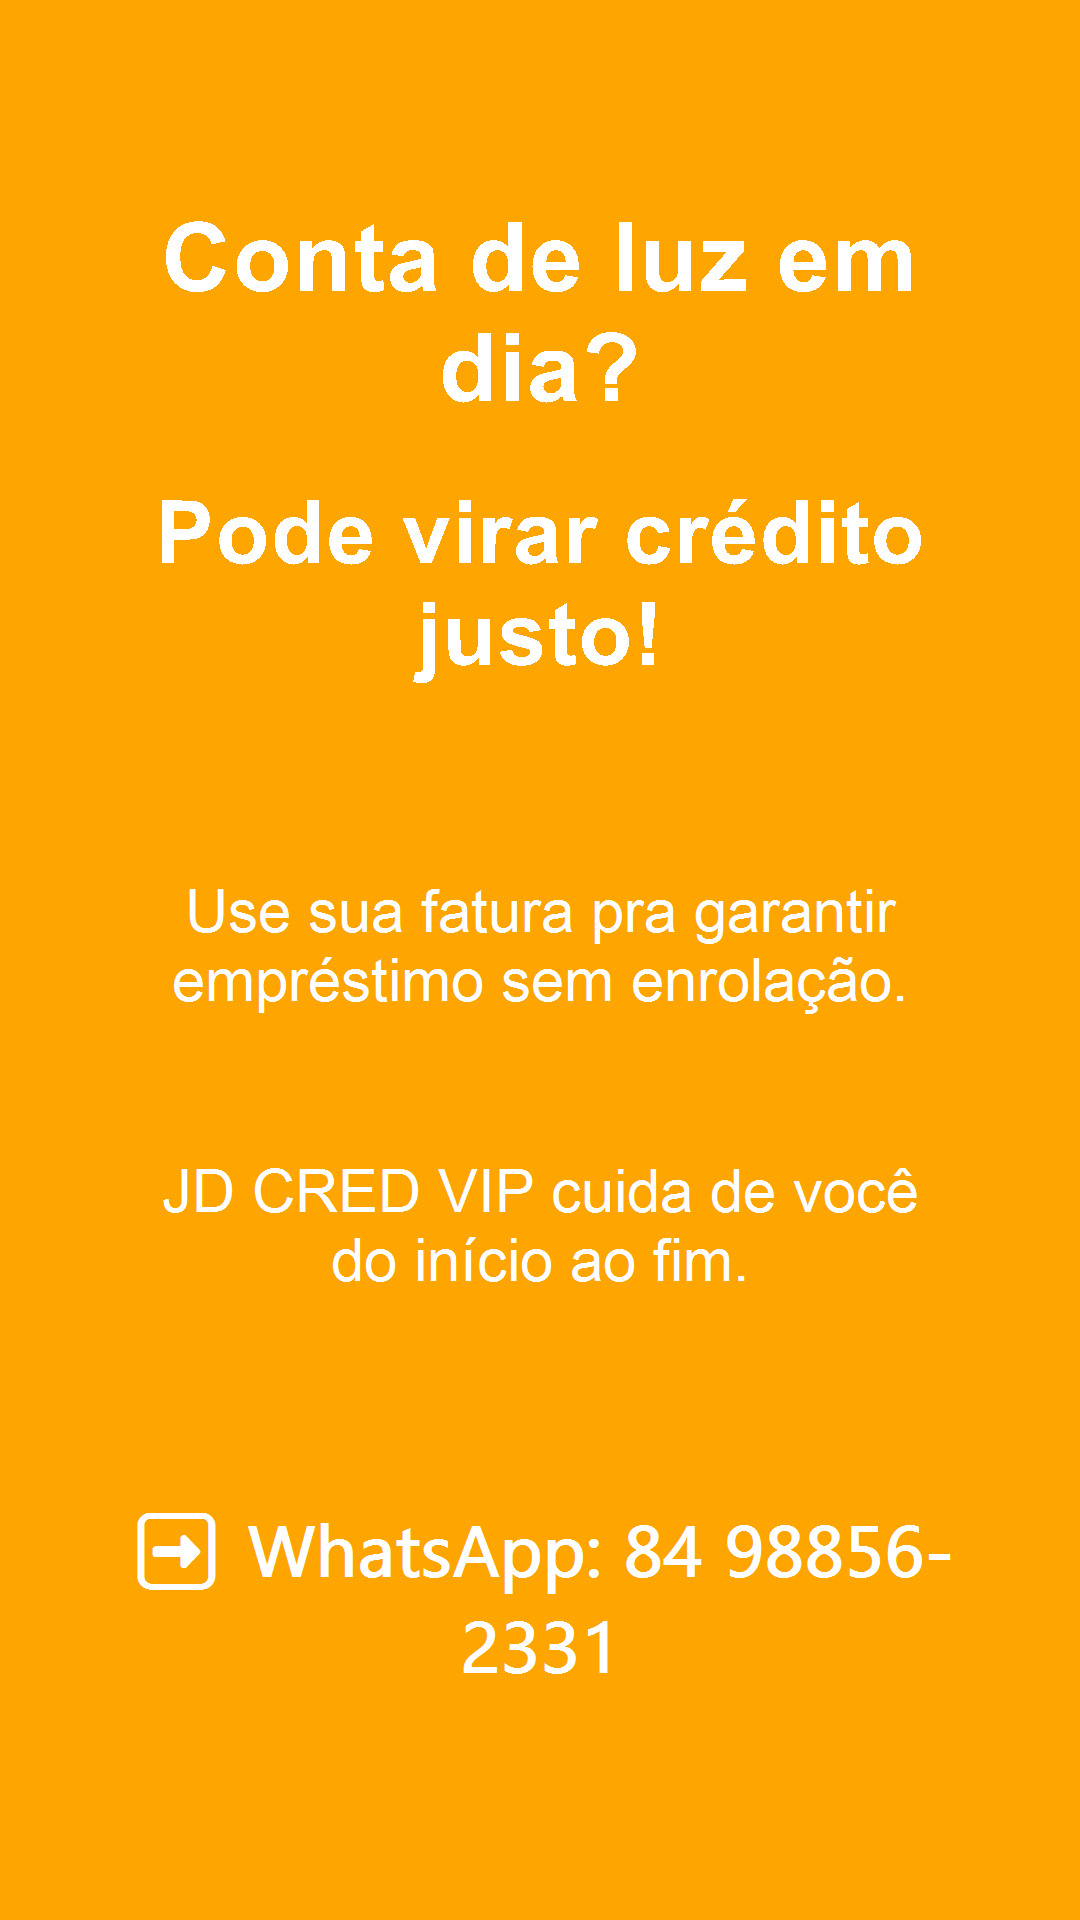 Conta de luz em
dia?
Pode virar crédito
justo!
Use sua fatura pra garantir
empréstimo sem enrolação.
JD CRED VIP cuida de você
do início ao fim.
WhatsApp: 84 98856-
2331